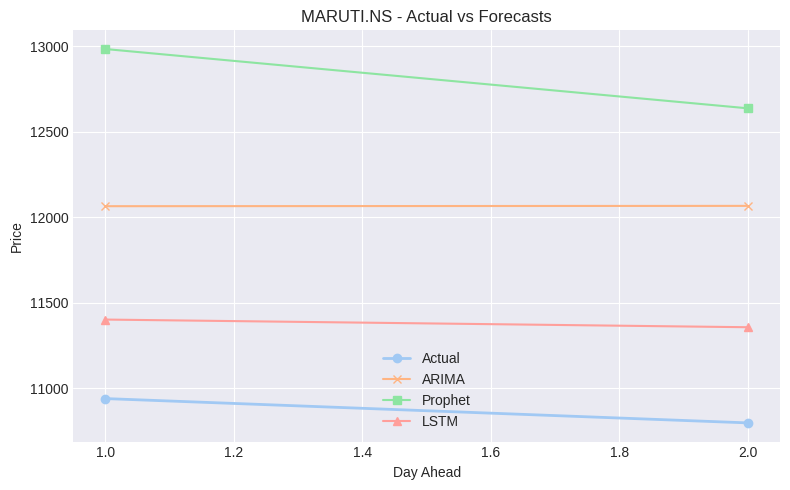 MARUTI.NS - Actual vs Forecasts
13000
12500
12000
11500
11000
Price
Actual
ARIMA
Prophet
LSTM
1.0 1.2 1.4 1.6 1.8 2.0
Day Ahead